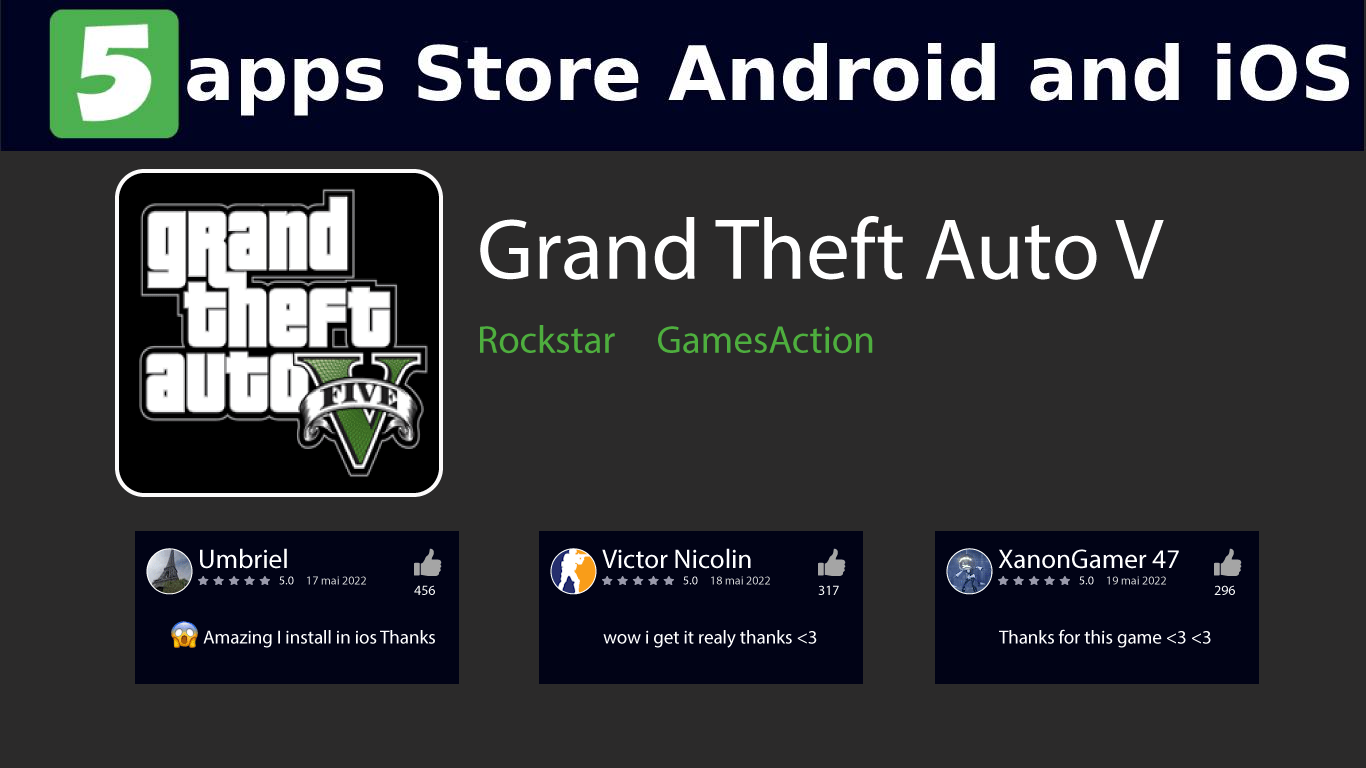 5 apps Store Android and iOS
grand
theft
auto V
FIVE
Grand Theft Auto V
Rockstar GamesAction
Umbriel
5.0 17 mai 2022
456
😱 Amazing I install in ios Thanks
Victor Nicolin
5.0 18 mai 2022
317
wow i get it realy thanks <3
XanonGamer 47
5.0 19 mai 2022
296
Thanks for this game <3 <3